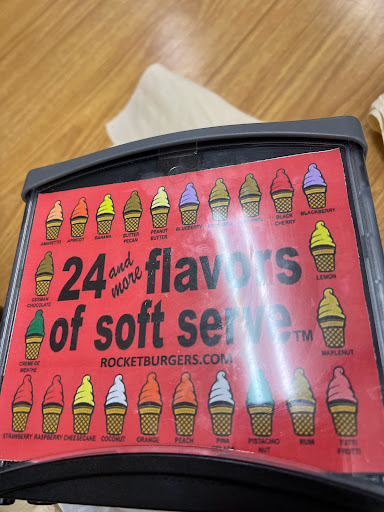 AMARETTO APRICOT BANANA BUTTER PECAN PEANUT BUTTER BLUEBERRY BLACK CHERRY BLACKBERRY
24 and more flavors
of soft serve™
ROCKETBURGERS.COM
GERMAN CHOCOLATE
LEMON
CREME DE MENTHE
MAPLENUT
STRAWBERRY RASPBERRY CHEESECAKE COCONUT ORANGE PEACH PINA PISTACHIO NUT RUM TUTTI FRUTTI